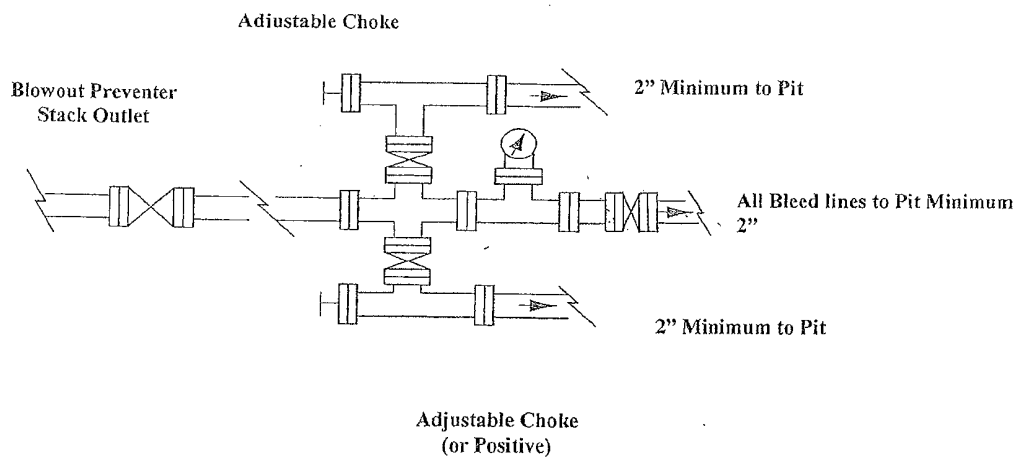 Adjustable Choke
Blowout Preventer
Stack Outlet
2” Minimum to Pit
All Bleed lines to Pit Minimum
2”
2” Minimum to Pit
Adjustable Choke
(or Positive)